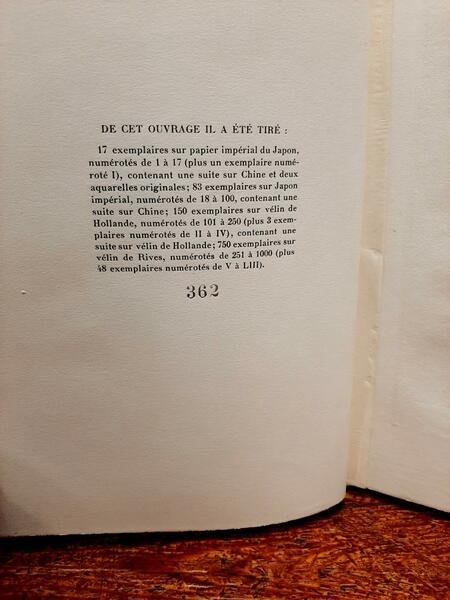 DE CET OUVRAGE IL A ÉTÉ TIRÉ :
17 exemplaires sur papier impérial du Japon,
numérotés de 1 à 17 (plus un exemplaire numé-
roté I), contenant une suite sur Chine et deux
aquarelles originales; 83 exemplaires sur Japon
impérial, numérotés de 18 à 100, contenant une
suite sur Chine; 150 exemplaires sur vélin de
Hollande, numérotés de 101 à 250 (plus 3 exem-
plaires numérotés de II à IV), contenant une
suite sur vélin de Hollande; 750 exemplaires sur
vélin de Rives, numérotés de 251 à 1000 (plus
48 exemplaires numérotés de V à LIII).
362